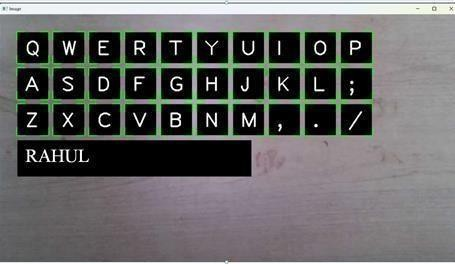 Image
Q W E R T Y U I O P
A S D F G H J K L ;
Z X C V B N M , . /
RAHUL